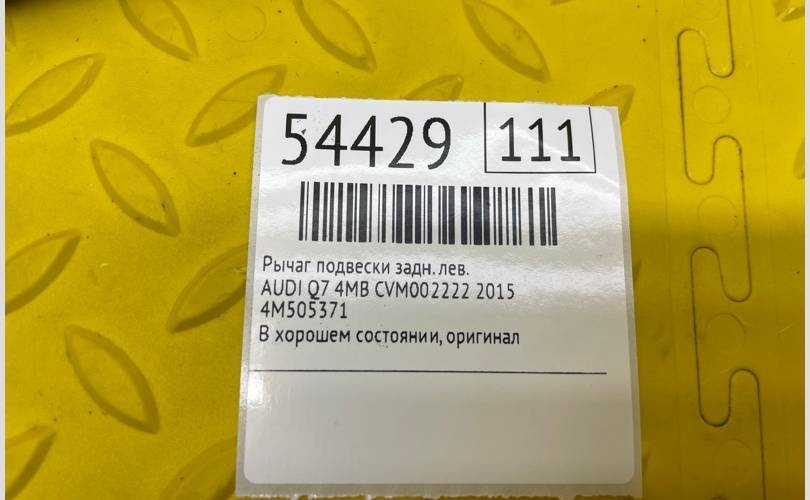 54429 111
Рычаг подвески задн. лев.
AUDI Q7 4MB CVM002222 2015
4M505371
В хорошем состоянии, оригинал